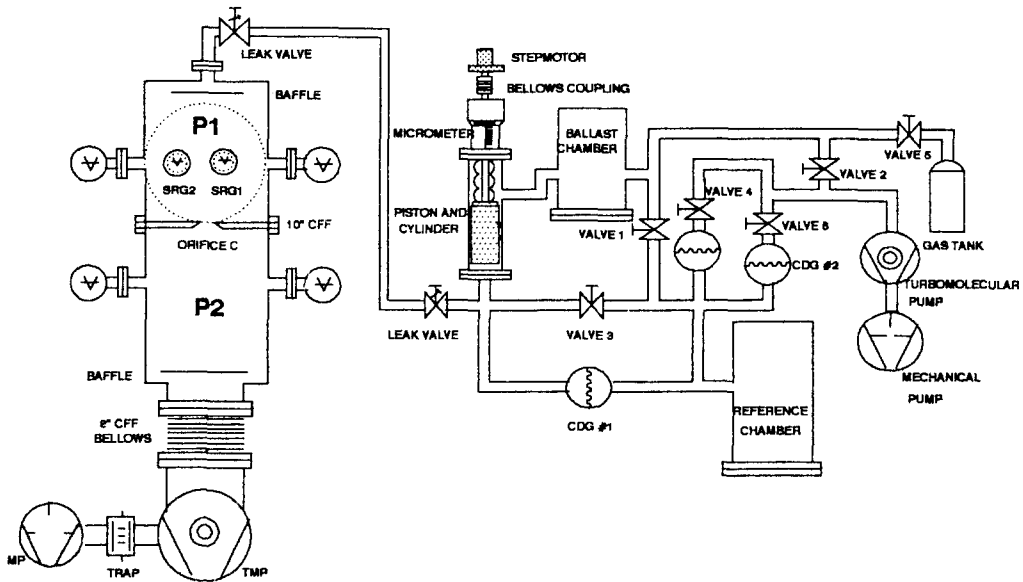 LEAK VALVE
STEPMOTOR
BELLOWS COUPLING
BAFFLE
P1
MICROMETER
BALLAST
CHAMBER
VALVE 5
VALVE 2
SRG2
SRG1
VALVE 4
PISTON AND
CYLINDER
10" CFF
ORIFICE C
VALVE 1
VALVE 6
GAS TANK
CDG #2
TURBOMOLECULAR
PUMP
P2
LEAK VALVE
VALVE 3
BAFFLE
MECHANICAL
PUMP
REFERENCE
CHAMBER
CDG #1
8" CFF
BELLOWS
MP
TRAP
TMP